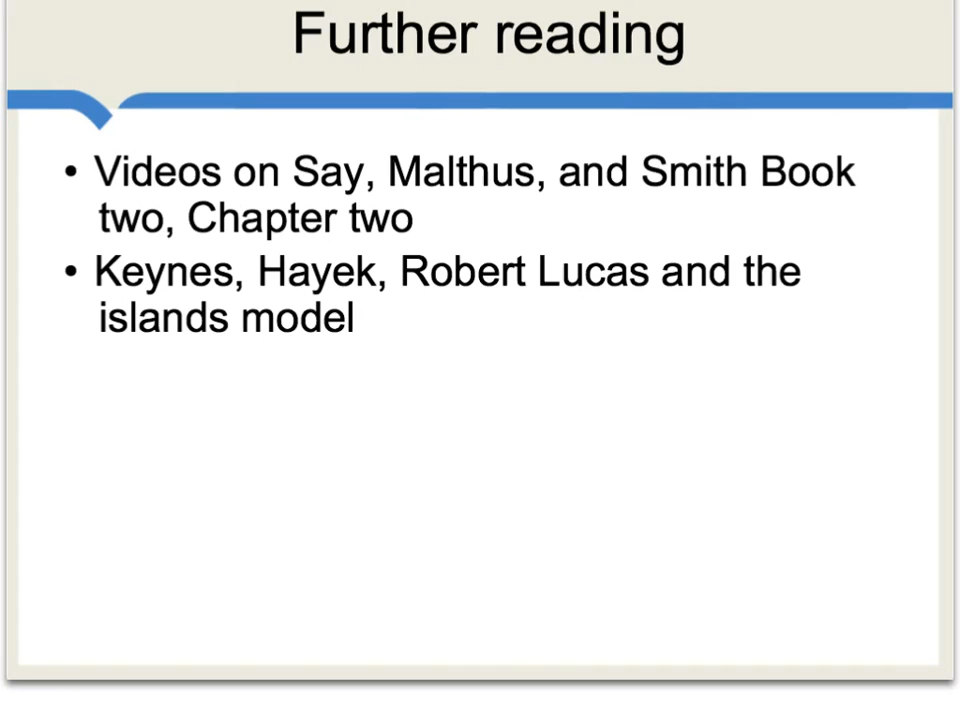 Further reading
• Videos on Say, Malthus, and Smith Book
two, Chapter two
• Keynes, Hayek, Robert Lucas and the
islands model